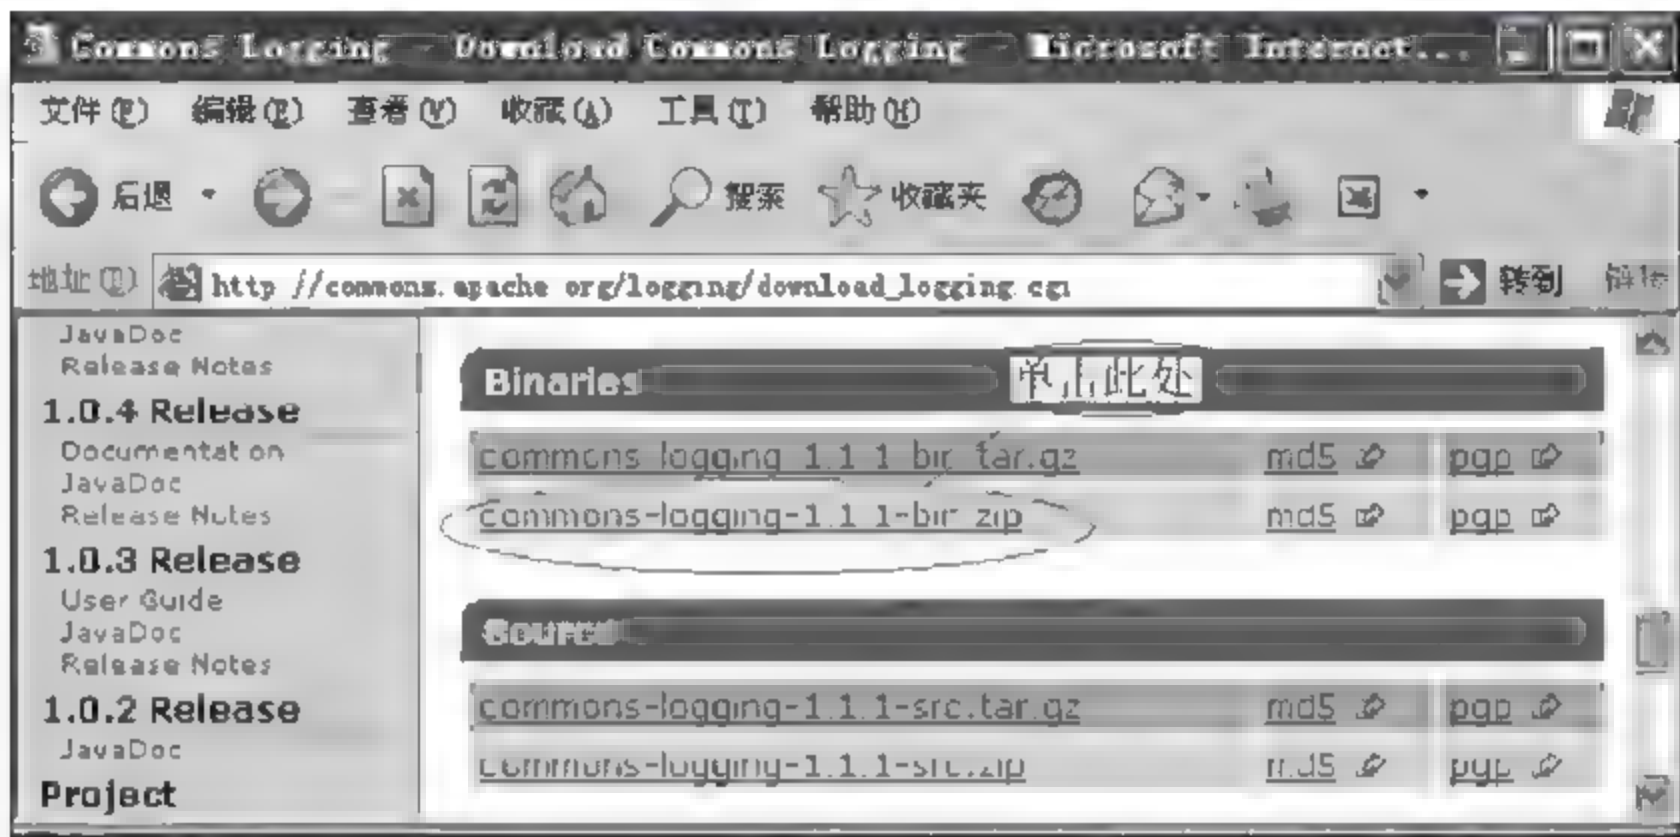 Commons Logging - Download Commons Logging - Microsoft Internet...
文件(F) 编辑(E) 查看(V) 收藏(A) 工具(T) 帮助(H)
后退 搜索 收藏夹
地址(D) http //commons.apache org/logging/download_logging cgi 转到
JavaDoc
Release Notes
1.0.4 Release
Documentation
JavaDoc
Release Notes
1.0.3 Release
User Guide
JavaDoc
Release Notes
1.0.2 Release
JavaDoc
Project
Binaries 单击此处
commons-logging-1.1.1-bin.tar.gz md5 pgp
commons-logging-1.1.1-bin.zip md5 pgp
Source
commons-logging-1.1.1-src.tar.gz md5 pgp
commons-logging-1.1.1-src.zip md5 pgp